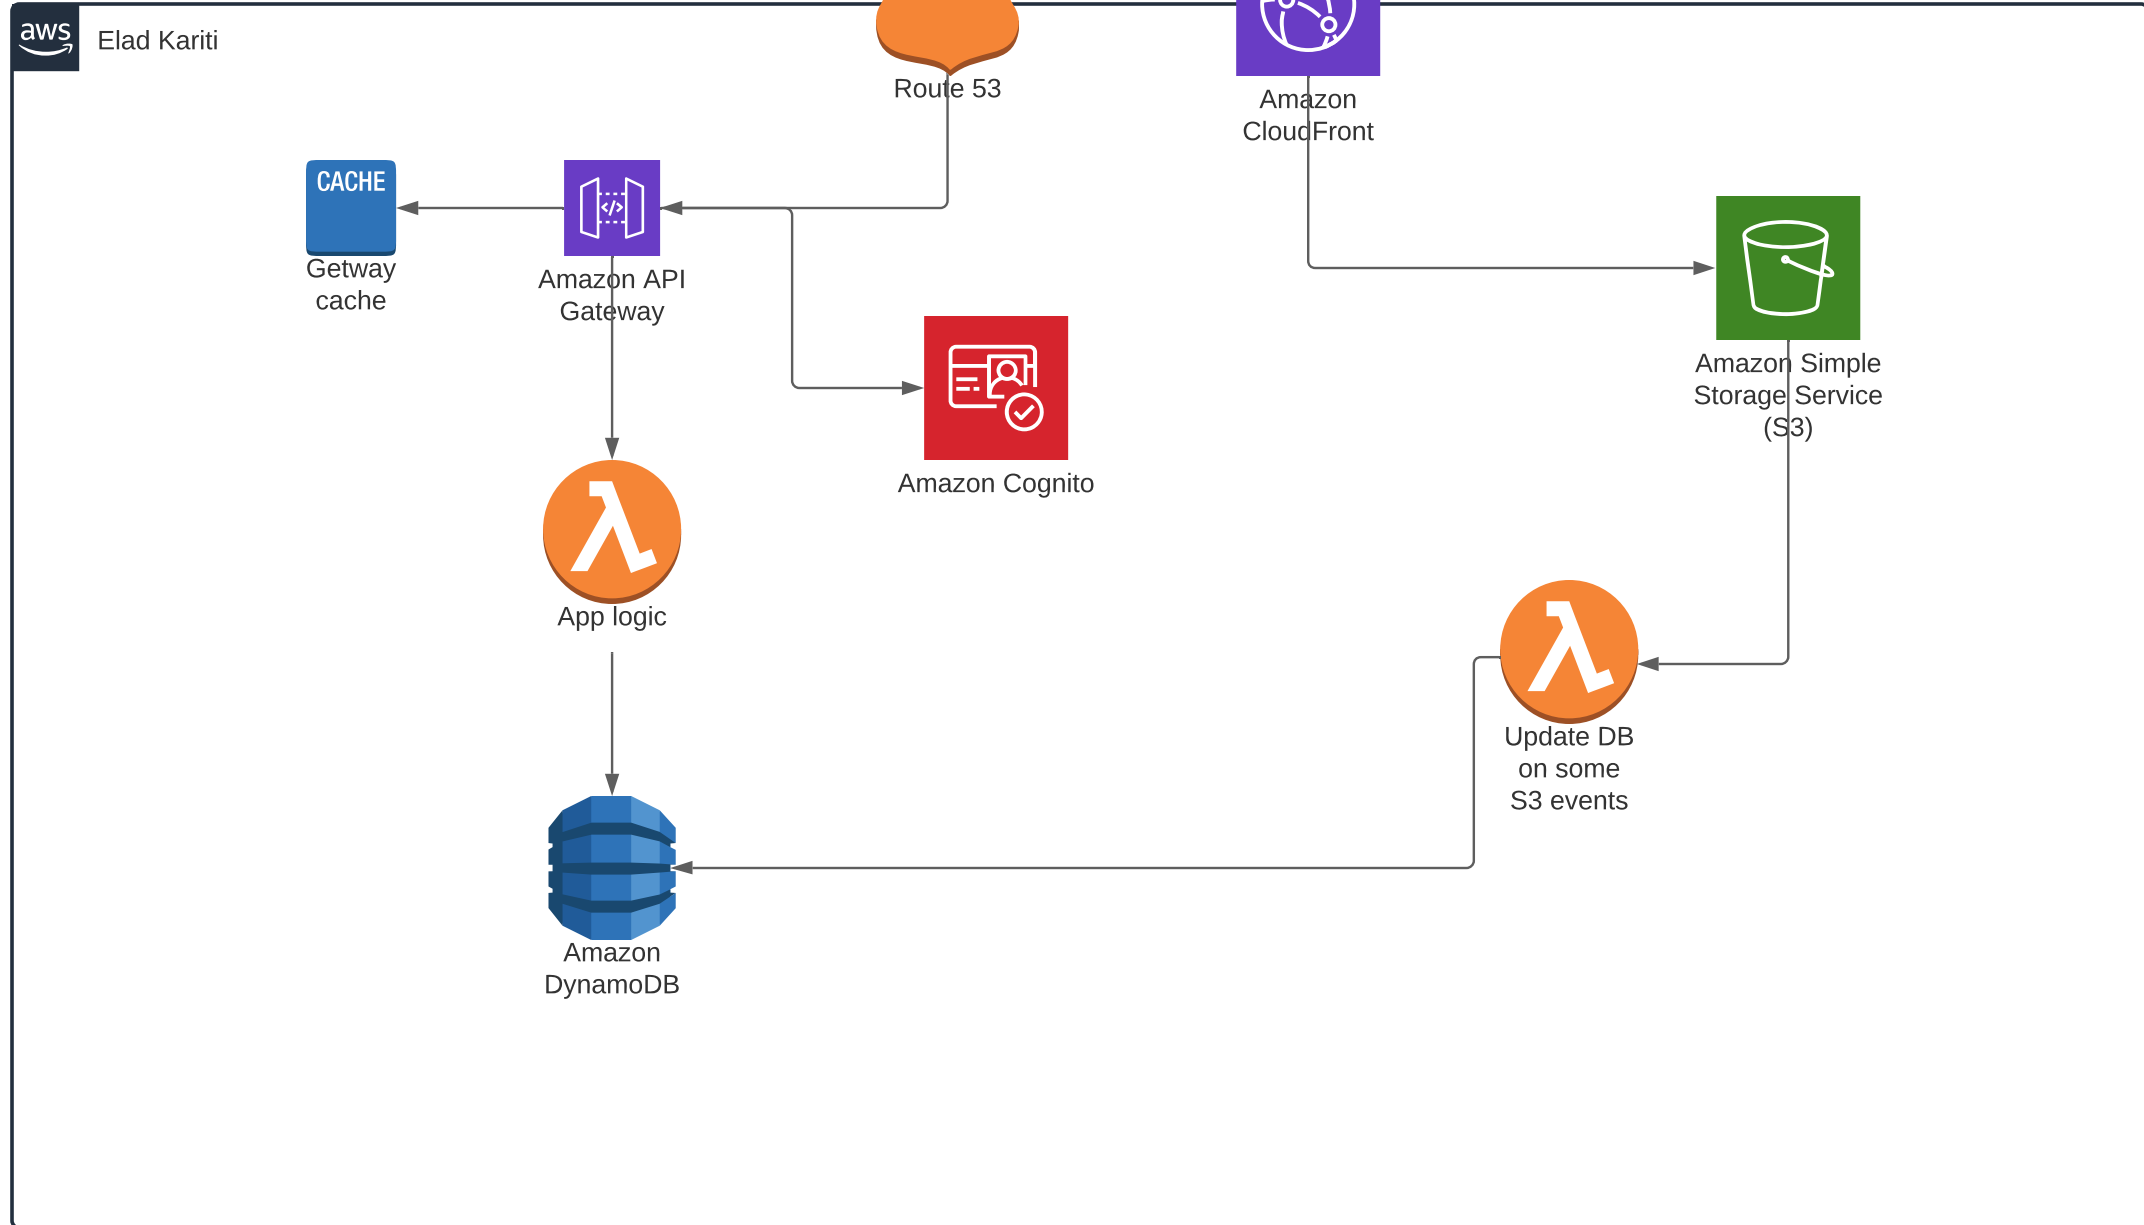 aws
Elad Kariti
Route 53
Amazon
CloudFront
CACHE
Getway
cache
</>
Amazon API
Gateway
Amazon Cognito
Amazon Simple
Storage Service
(S3)
App logic
Update DB
on some
S3 events
Amazon
DynamoDB